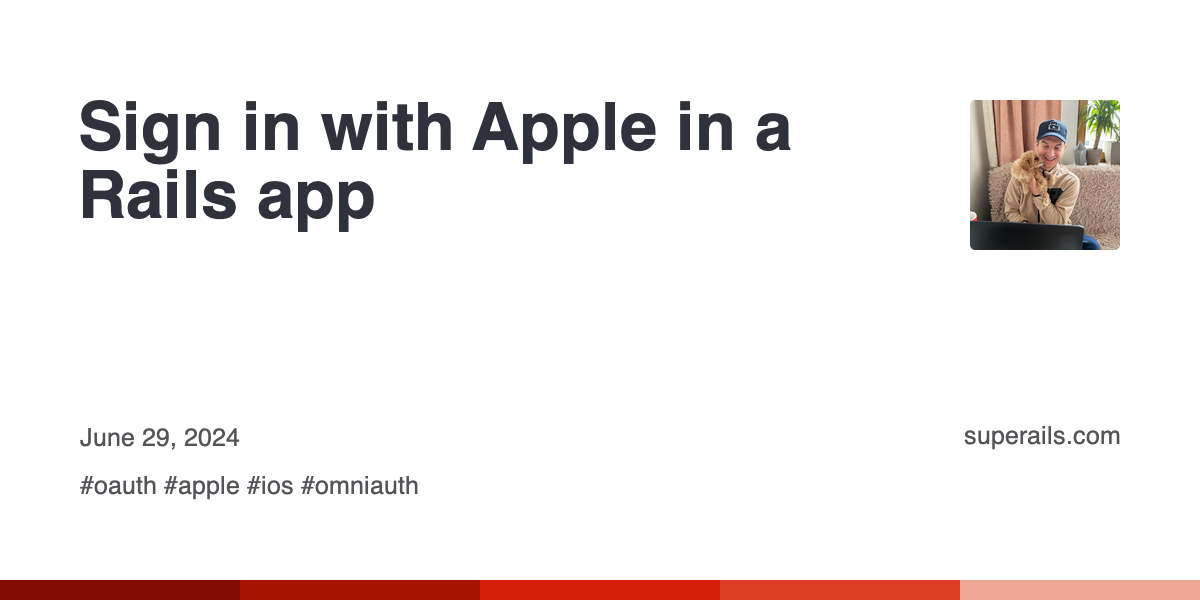 Sign in with Apple in a
Rails app
June 29, 2024
superails.com
#oauth #apple #ios #omniauth